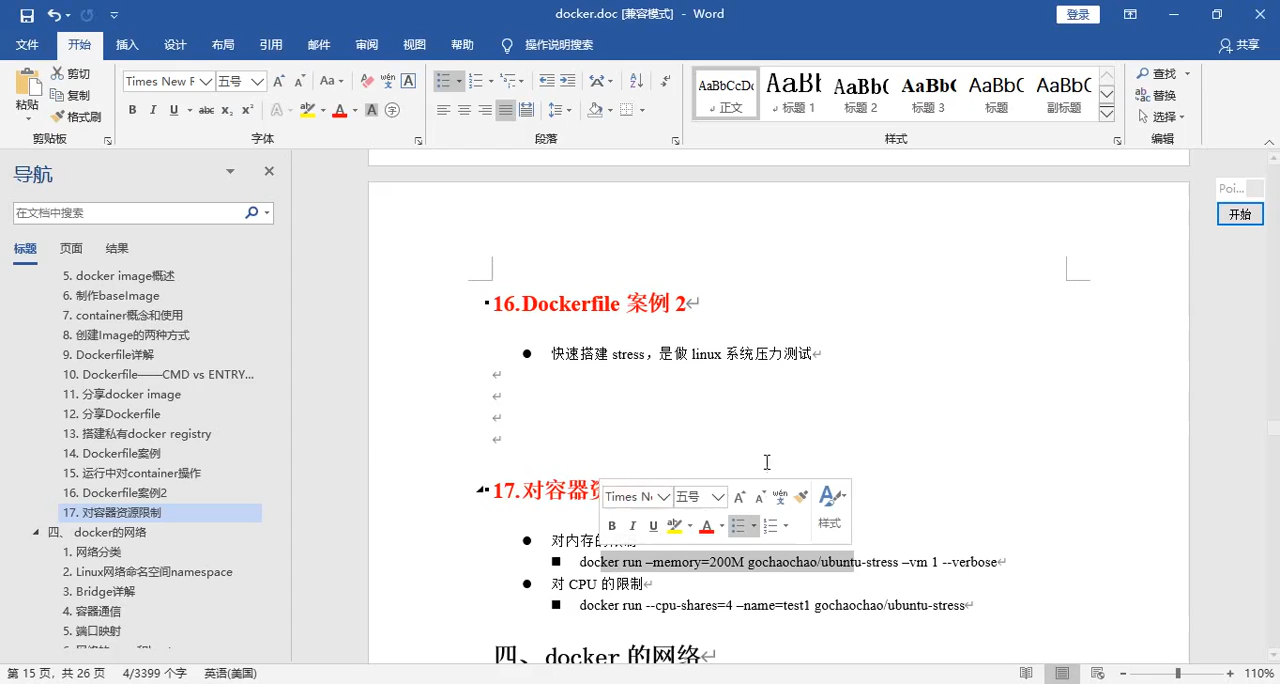 docker.doc [兼容模式] - Word
登录
文件 开始 插入 设计 布局 引用 邮件 审阅 视图 帮助 操作说明搜索 共享
粘贴 剪切 复制 格式刷
剪贴板
Times New F 五号
B I U abc x₂ x² A A A A 字
Aa wén A
字体
段落
AaBbCcDc AaBl AaBbC AaBbC AaBbC AaBbC
正文 标题 1 标题 2 标题 3 标题 副标题
样式
查找
替换
选择
编辑
导航
在文档中搜索
标题 页面 结果
5. docker image概述
6. 制作baseImage
7. container概念和使用
8. 创建Image的两种方式
9. Dockerfile详解
10. Dockerfile——CMD vs ENTRY...
11. 分享docker image
12. 分享Dockerfile
13. 搭建私有docker registry
14. Dockerfile案例
15. 运行中对container操作
16. Dockerfile案例2
17. 对容器资源限制
四、 docker的网络
1. 网络分类
2. Linux网络命名空间namespace
3. Bridge详解
4. 容器通信
5. 端口映射
16.Dockerfile 案例 2
快速搭建 stress，是做 linux 系统压力测试
17.对容器资
Times Nc 五号 A A wén
B I U A 样式
对内存的限制
docker run –memory=200M gochaochao/ubuntu-stress –vm 1 --verbose
对 CPU 的限制
docker run --cpu-shares=4 –name=test1 gochaochao/ubuntu-stress
四、docker 的网络
Poi...
开始
第 15 页，共 26 页 4/3399 个字 英语(美国) 110%